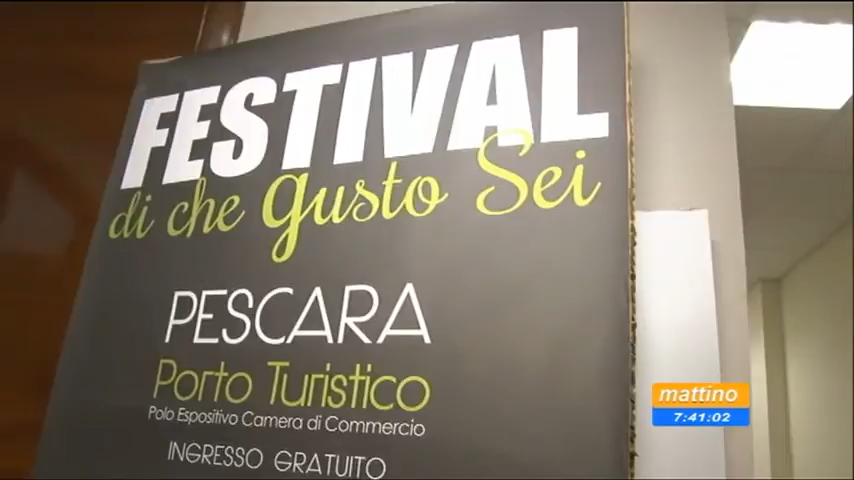 FESTIVAL
di che gusto Sei
PESCARA
Porto Turistico
Polo Espositivo Camera di Commercio
INGRESSO GRATUITO
mattino
7:41:02